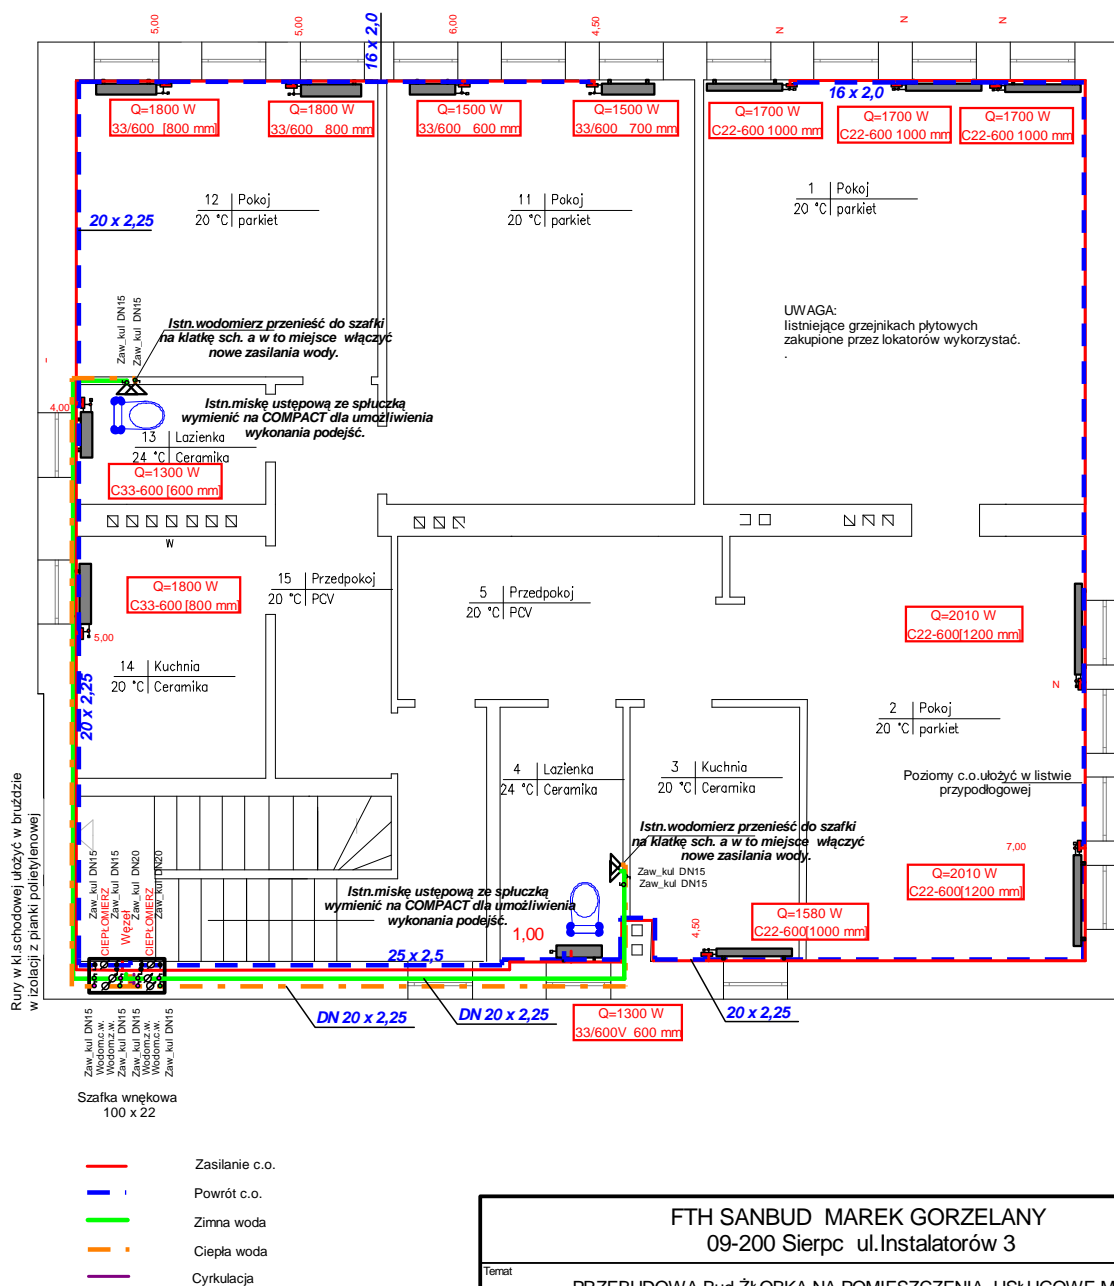 5,00
5,00
16 x 2,0
6,00
4,50
N
N
N
Q=1800 W
33/600 [800 mm]
Q=1800 W
33/600 800 mm
Q=1500 W
33/600 600 mm
Q=1500 W
33/600 700 mm
Q=1700 W
C22-600 1000 mm
16 x 2,0
Q=1700 W
C22-600 1000 mm
Q=1700 W
C22-600 1000 mm
12 Pokoj
20 °C parkiet
11 Pokoj
20 °C parkiet
1 Pokoj
20 °C parkiet
20 x 2,25
Zaw_kul DN15
Zaw_kul DN15
Istn.wodomierz przenieść do szafki
na klatkę sch. a w to miejsce włączyć
nowe zasilania wody.
UWAGA:
Iistniejące grzejnikach płytowych
zakupione przez lokatorów wykorzystać.
.
4,00
Istn.miskę ustępową ze spłuczką
wymienić na COMPACT dla umożliwienia
wykonania podejść.
13 Lazienka
24 °C Ceramika
Q=1300 W
C33-600 [600 mm]
W
Q=1800 W
C33-600 [800 mm]
15 Przedpokoj
20 °C PCV
5 Przedpokoj
20 °C PCV
Q=2010 W
C22-600[1200 mm]
5,00
14 Kuchnia
20 °C Ceramika
N
20 x 2,25
2 Pokoj
20 °C parkiet
4 Lazienka
24 °C Ceramika
3 Kuchnia
20 °C Ceramika
Poziomy c.o.ułożyć w listwie
przypodłogowej
Rury w kl.schodowej ułożyć w bruździe
w izolacji z pianki polietylenowej
Istn.wodomierz przenieść do szafki
na klatkę sch. a w to miejsce włączyć
nowe zasilania wody.
7,00
Zaw_kul DN15
Zaw_kul DN15
Q=2010 W
C22-600[1200 mm]
Zaw_kul DN15
CIEPŁOMIERZ
Zaw_kul DN15
Węzeł
Zaw_kul DN20
CIEPŁOMIERZ
Zaw_kul DN20
Istn.miskę ustępową ze spłuczką
wymienić na COMPACT dla umożliwienia
wykonania podejść.
1,00
4,50
Q=1580 W
C22-600[1000 mm]
25 x 2,5
DN 20 x 2,25
DN 20 x 2,25
Q=1300 W
33/600V 600 mm
20 x 2,25
Zaw_kul DN15
Wodom.c.w.
Wodom.z.w.
Zaw_kul DN15
Zaw_kul DN15
Wodom.z.w.
Wodom.c.w.
Zaw_kul DN15
Szafka wnękowa
100 x 22
Zasilanie c.o.
Powrót c.o.
Zimna woda
Ciepła woda
Cyrkulacja
FTH SANBUD MAREK GORZELANY
09-200 Sierpc ul.Instalatorów 3
Temat